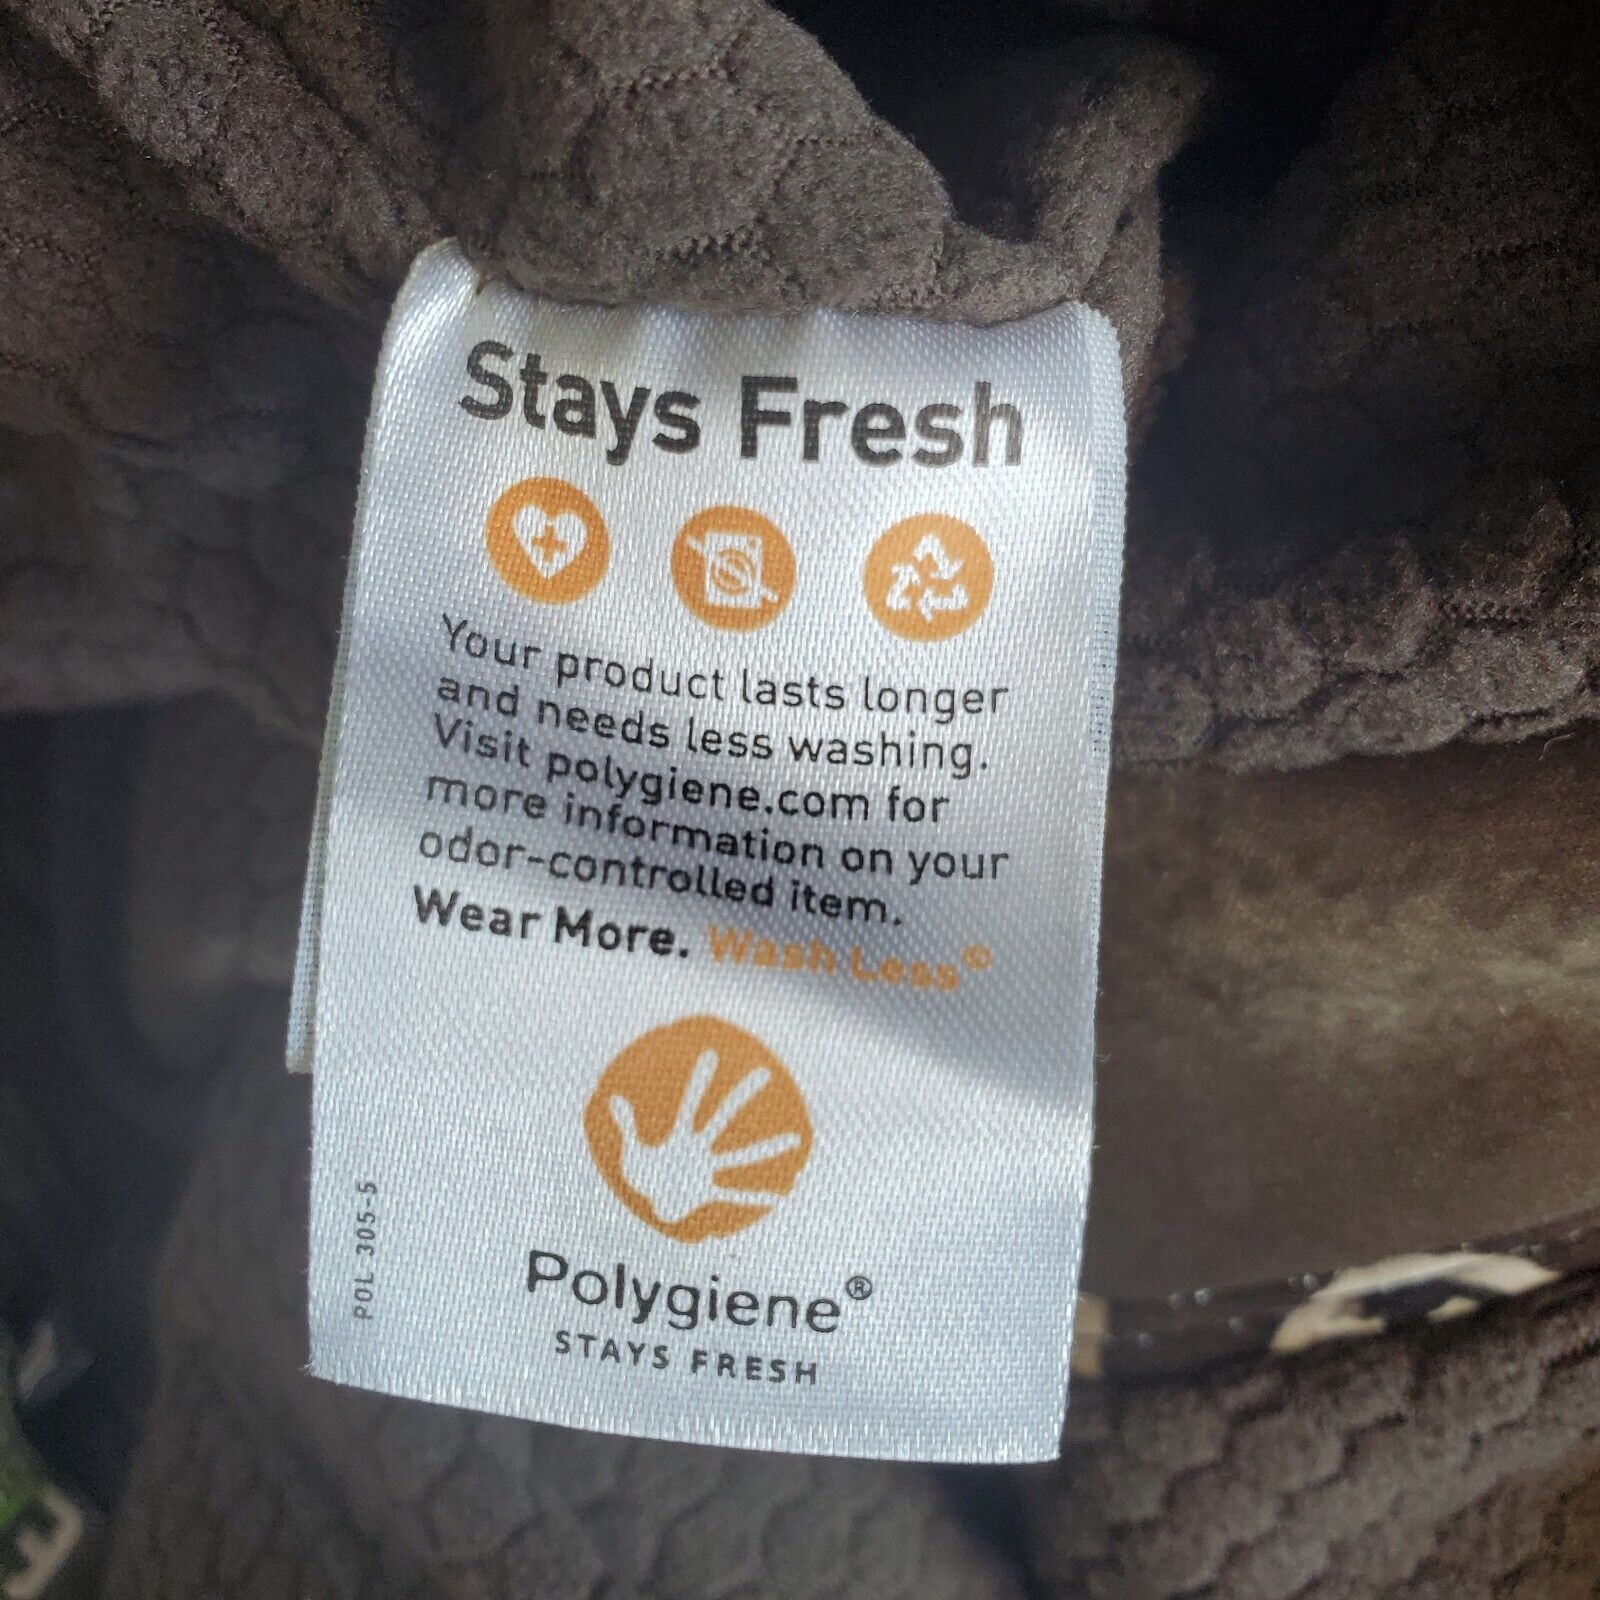 Stays Fresh
Your product lasts longer
and needs less washing.
Visit polygiene.com for
more information on your
odor-controlled item.
Wear More. Wash Less©
Polygiene®
STAYS FRESH
POL 305-5